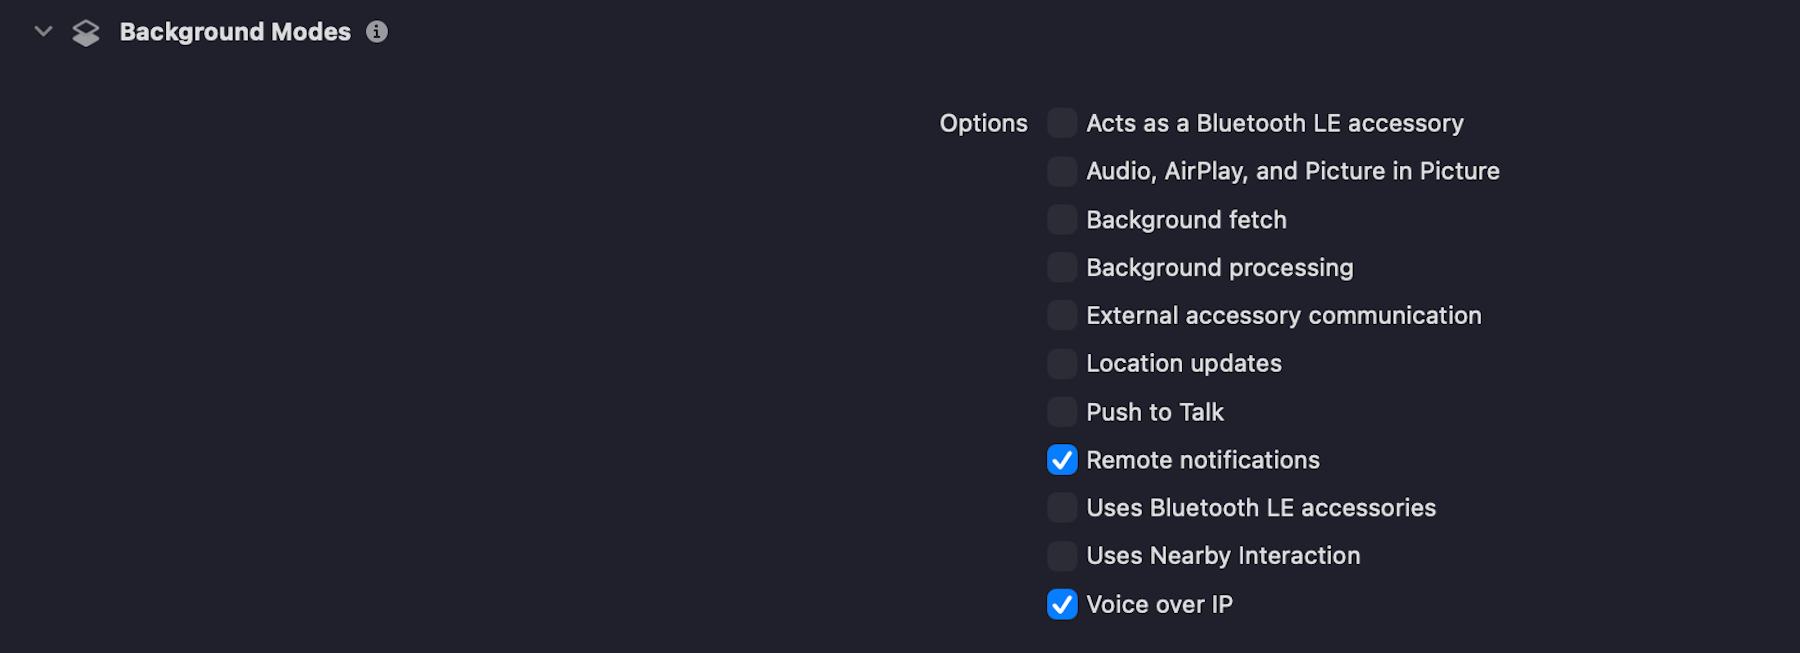 Background Modes
Options
Acts as a Bluetooth LE accessory
Audio, AirPlay, and Picture in Picture
Background fetch
Background processing
External accessory communication
Location updates
Push to Talk
Remote notifications
Uses Bluetooth LE accessories
Uses Nearby Interaction
Voice over IP